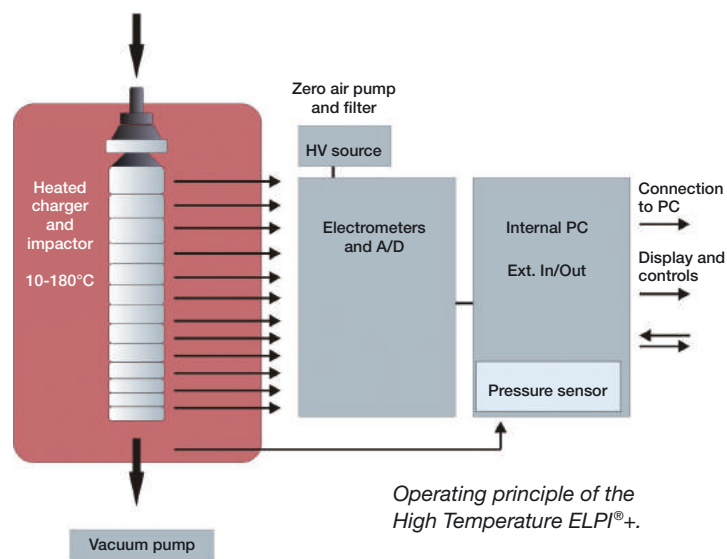 Zero air pump
and filter
HV source
Heated
charger
and
impactor
10-180°C
Electrometers
and A/D
Internal PC
Ext. In/Out
Pressure sensor
Connection
to PC
Display and
controls
Operating principle of the
High Temperature ELPI®+.
Vacuum pump